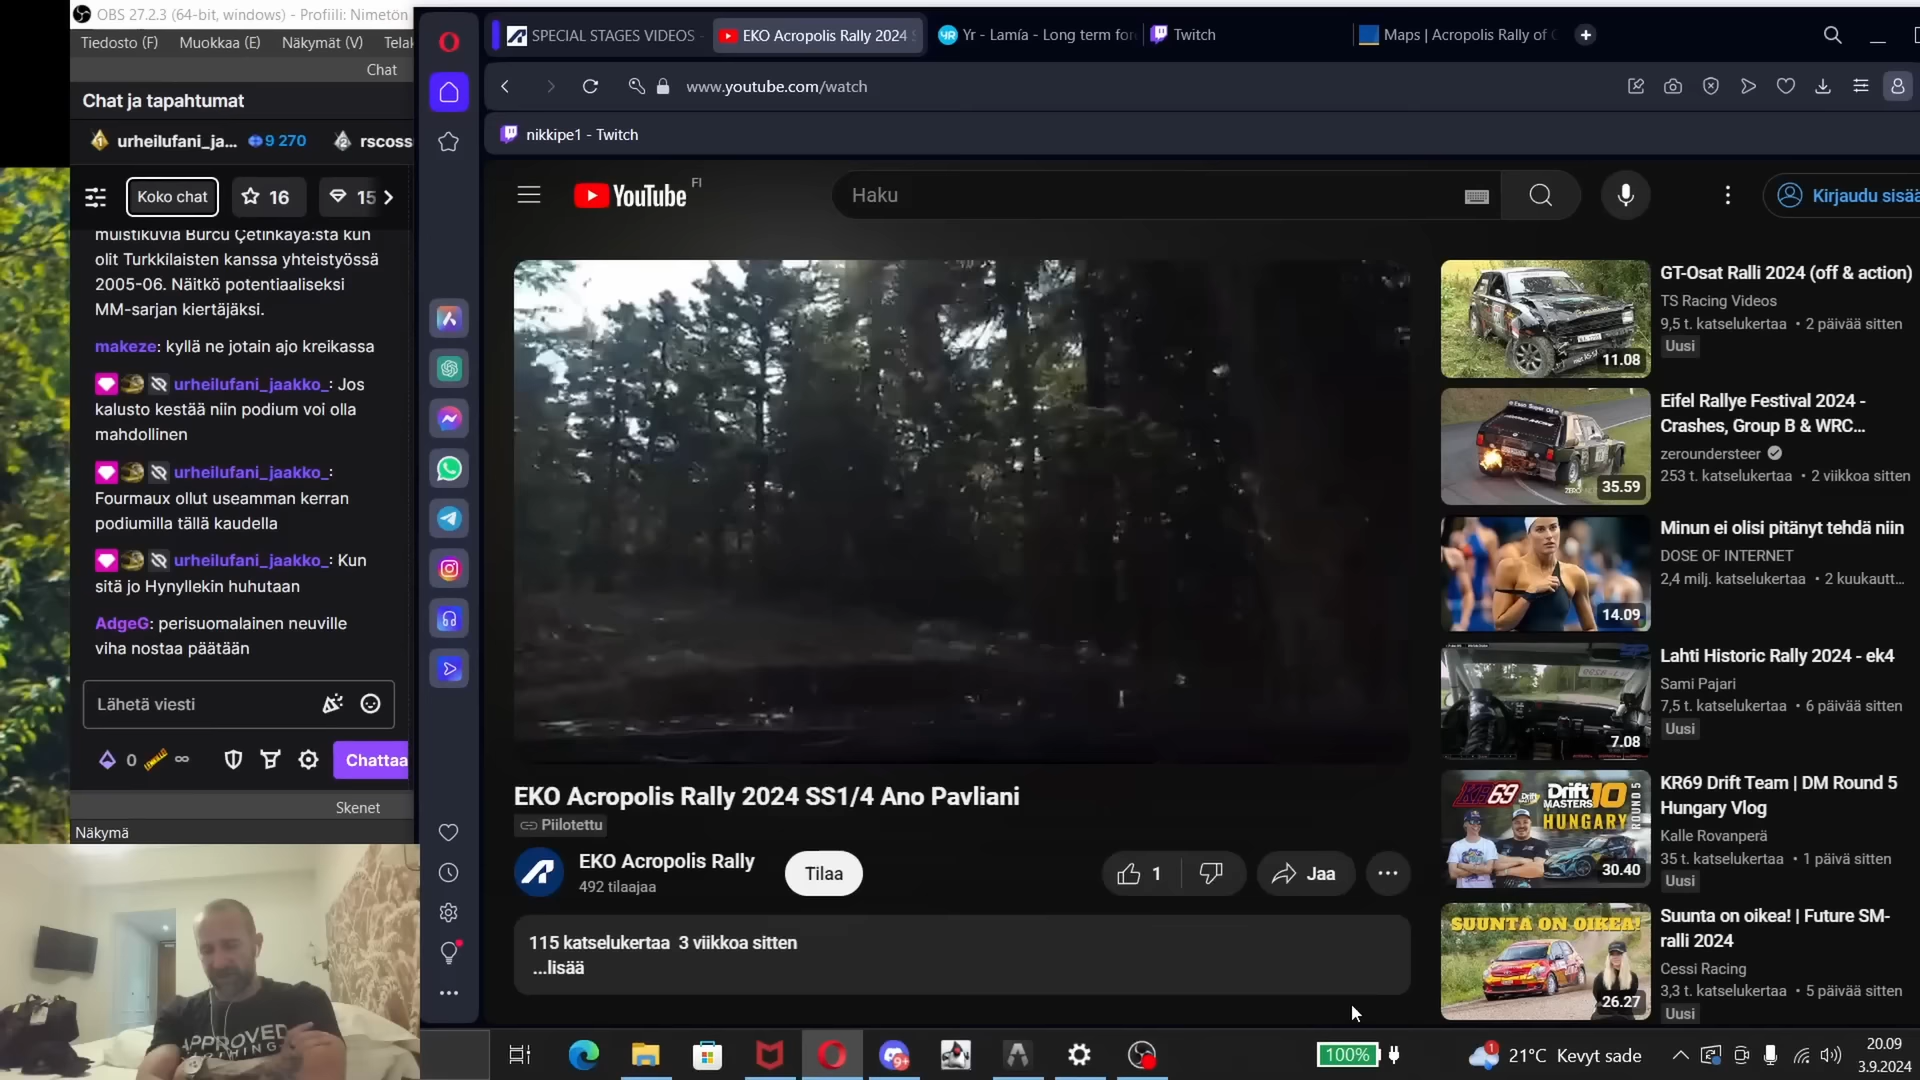 OBS 27.2.3 (64-bit, windows) - Profiili: Nimetön
Tiedosto (F) Muokkaa (E) Näkymät (V) Telak
Chat
Chat ja tapahtumat
urheilufani_ja... 9 270 rscoss
Koko chat 16 15
muistikuvia Burcu Çetinkaya:sta kun
olit Turkkilaisten kanssa yhteistyössä
2005-06. Näitkö potentiaaliseksi
MM-sarjan kiertäjäksi.
makeze: kyllä ne jotain ajo kreikassa
urheilufani_jaakko_: Jos
kalusto kestää niin podium voi olla
mahdollinen
urheilufani_jaakko_:
Fourmaux ollut useamman kerran
podiumilla tällä kaudella
urheilufani_jaakko_: Kun
sitä jo Hynyllekin huhutaan
AdgeG: perisuomalainen neuville
viha nostaa päätään
Lähetä viesti
0 ∞ Chattaa
Skenet
Näkymä
APPROVED
SPECIAL STAGES VIDEOS - EKO Acropolis Rally 2024 S Yr - Lamía - Long term for Twitch Maps | Acropolis Rally of G
www.youtube.com/watch
nikkipe1 - Twitch
YouTube FI
Haku
Kirjaudu sisää
EKO Acropolis Rally 2024 SS1/4 Ano Pavliani
Piilotettu
EKO Acropolis Rally
492 tilaajaa
Tilaa
1
Jaa
115 katselukertaa 3 viikkoa sitten
...lisää
GT-Osat Ralli 2024 (off & action)
TS Racing Videos
9,5 t. katselukertaa • 2 päivää sitten
Uusi
11.08
Eifel Rallye Festival 2024 -
Crashes, Group B & WRC...
zeroundersteer
253 t. katselukertaa • 2 viikkoa sitten
35.59
Minun ei olisi pitänyt tehdä niin
DOSE OF INTERNET
2,4 milj. katselukertaa • 2 kuukautt...
14.09
Lahti Historic Rally 2024 - ek4
Sami Pajari
7,5 t. katselukertaa • 6 päivää sitten
Uusi
7.08
KR69 Drift Team | DM Round 5
Hungary Vlog
Kalle Rovanperä
35 t. katselukertaa • 1 päivä sitten
Uusi
KR69 Drift Masters 10
HUNGARY
ROUND 5
30.40
Suunta on oikea! | Future SM-
ralli 2024
Cessi Racing
3,3 t. katselukertaa • 5 päivää sitten
Uusi
SUUNTA ON OIKEA!
26.27
9+
100%
1
21°C Kevyt sade
20.09
3.9.2024